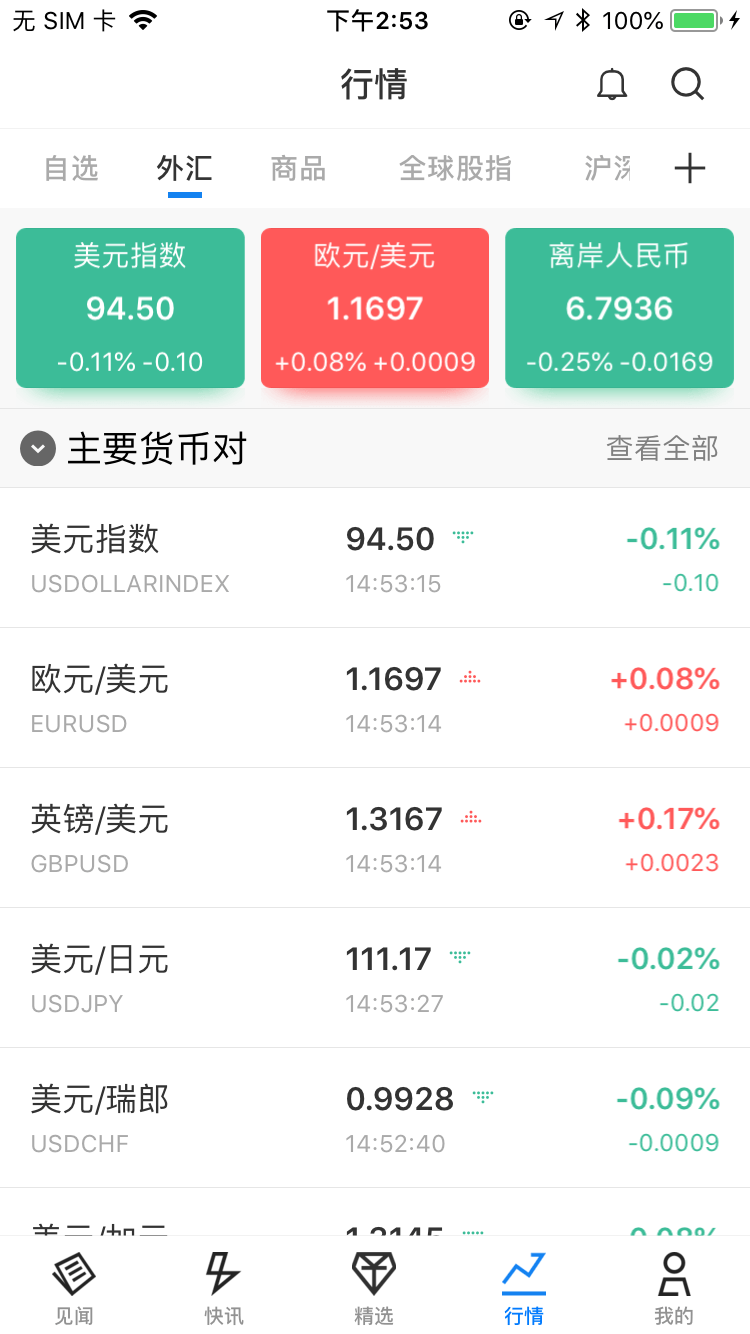 无 SIM 卡 下午2:53 100%
行情
自选 外汇 商品 全球股指 沪深
美元指数 欧元/美元 离岸人民币
94.50 1.1697 6.7936
-0.11% -0.10 +0.08% +0.0009 -0.25% -0.0169
主要货币对 查看全部
美元指数 94.50 -0.11%
USDOLLARINDEX 14:53:15 -0.10
欧元/美元 1.1697 +0.08%
EURUSD 14:53:14 +0.0009
英镑/美元 1.3167 +0.17%
GBPUSD 14:53:14 +0.0023
美元/日元 111.17 -0.02%
USDJPY 14:53:27 -0.02
美元/瑞郎 0.9928 -0.09%
USDCHF 14:52:40 -0.0009
美元/加元 1.3145
见闻 快讯 精选 行情 我的